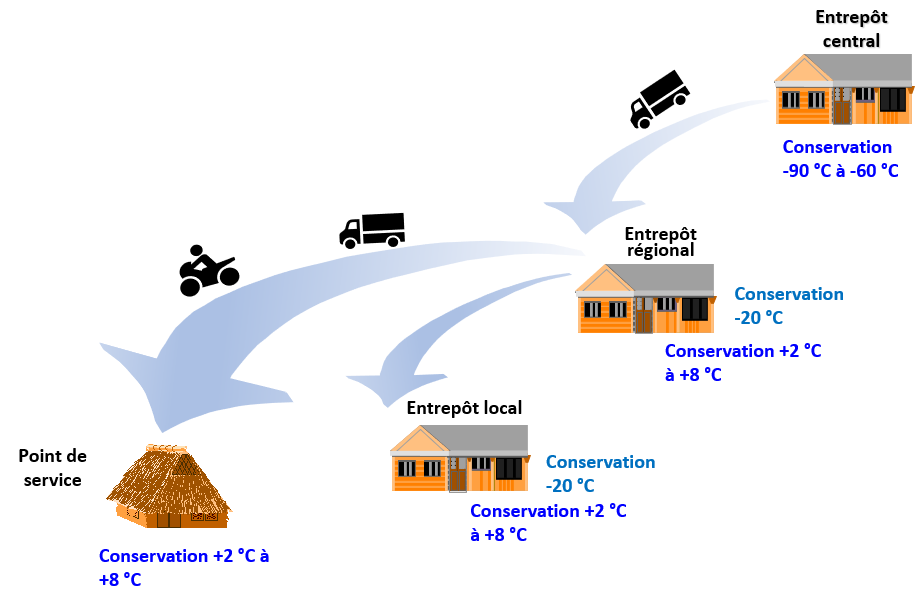 Entrepôt
central
Conservation
-90 °C à -60 °C
Entrepôt
régional
Conservation
-20 °C
Conservation +2 °C
à +8 °C
Entrepôt local
Conservation
-20 °C
Conservation +2 °C
à +8 °C
Point de
service
Conservation +2 °C à
+8 °C